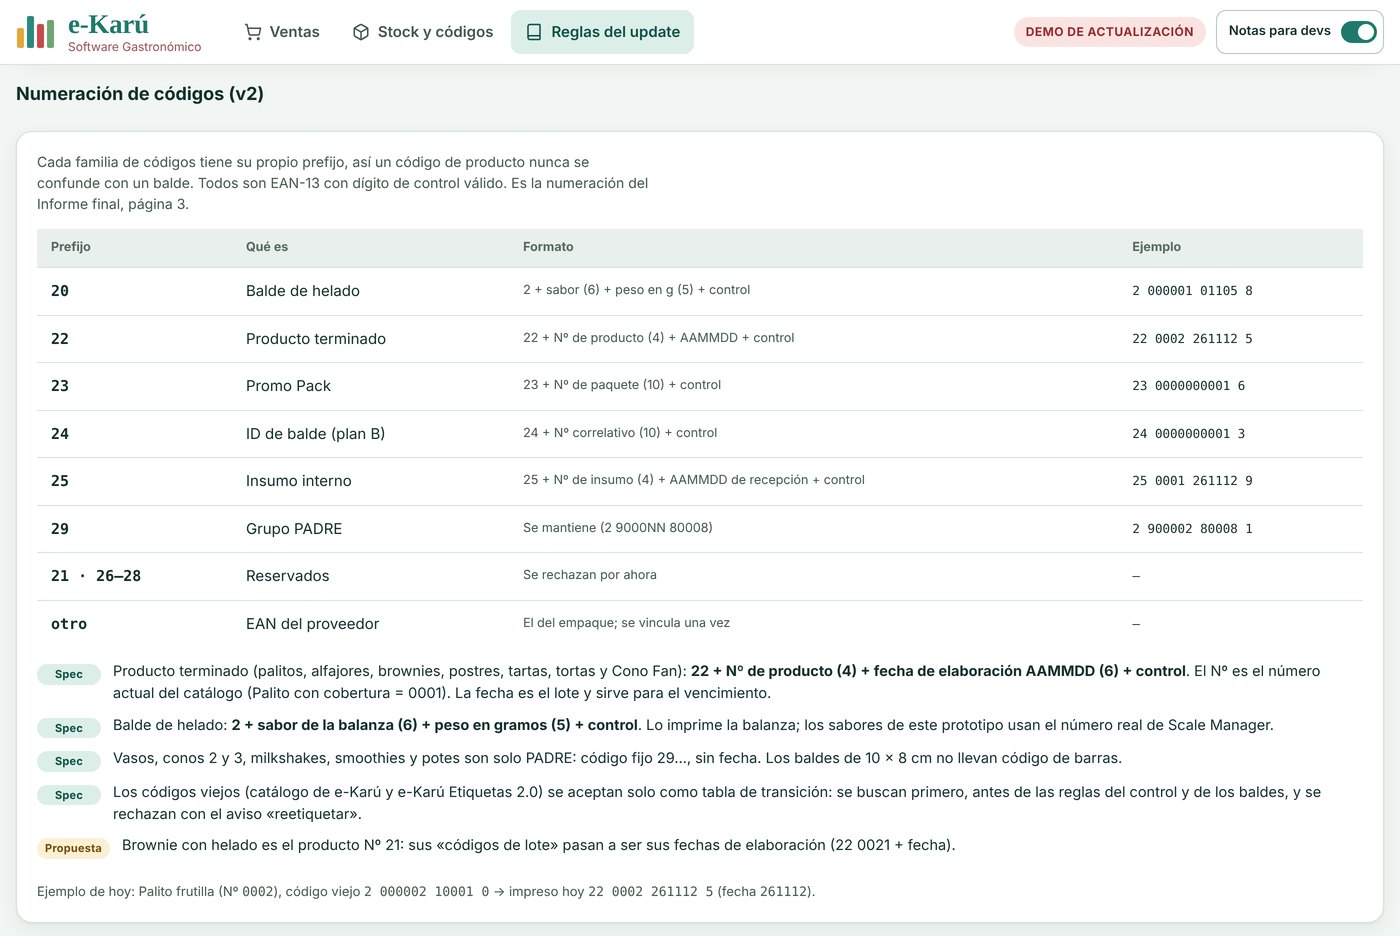 e-Karú
Software Gastronómico
Ventas
Stock y códigos
Reglas del update
DEMO DE ACTUALIZACIÓN
Notas para devs
Numeración de códigos (v2)
Cada familia de códigos tiene su propio prefijo, así un código de producto nunca se
confunde con un balde. Todos son EAN-13 con dígito de control válido. Es la numeración del
Informe final, página 3.
Prefijo Qué es Formato Ejemplo
20 Balde de helado 2 + sabor (6) + peso en g (5) + control 2 000001 01105 8
22 Producto terminado 22 + Nº de producto (4) + AAMMDD + control 22 0002 261112 5
23 Promo Pack 23 + Nº de paquete (10) + control 23 0000000001 6
24 ID de balde (plan B) 24 + Nº correlativo (10) + control 24 0000000001 3
25 Insumo interno 25 + Nº de insumo (4) + AAMMDD de recepción + control 25 0001 261112 9
29 Grupo PADRE Se mantiene (2 9000NN 80008) 2 900002 80008 1
21 · 26–28 Reservados Se rechazan por ahora –
otro EAN del proveedor El del empaque; se vincula una vez –
Spec Producto terminado (palitos, alfajores, brownies, postres, tartas, tortas y Cono Fan): 22 + Nº de producto (4) + fecha de elaboración AAMMDD (6) + control. El Nº es el número
actual del catálogo (Palito con cobertura = 0001). La fecha es el lote y sirve para el vencimiento.
Spec Balde de helado: 2 + sabor de la balanza (6) + peso en gramos (5) + control. Lo imprime la balanza; los sabores de este prototipo usan el número real de Scale Manager.
Spec Vasos, conos 2 y 3, milkshakes, smoothies y potes son solo PADRE: código fijo 29…, sin fecha. Los baldes de 10 × 8 cm no llevan código de barras.
Spec Los códigos viejos (catálogo de e-Karú y e-Karú Etiquetas 2.0) se aceptan solo como tabla de transición: se buscan primero, antes de las reglas del control y de los baldes, y se
rechazan con el aviso «reetiquetar».
Propuesta Brownie con helado es el producto Nº 21: sus «códigos de lote» pasan a ser sus fechas de elaboración (22 0021 + fecha).
Ejemplo de hoy: Palito frutilla (Nº 0002), código viejo 2 000002 10001 0 → impreso hoy 22 0002 261112 5 (fecha 261112).